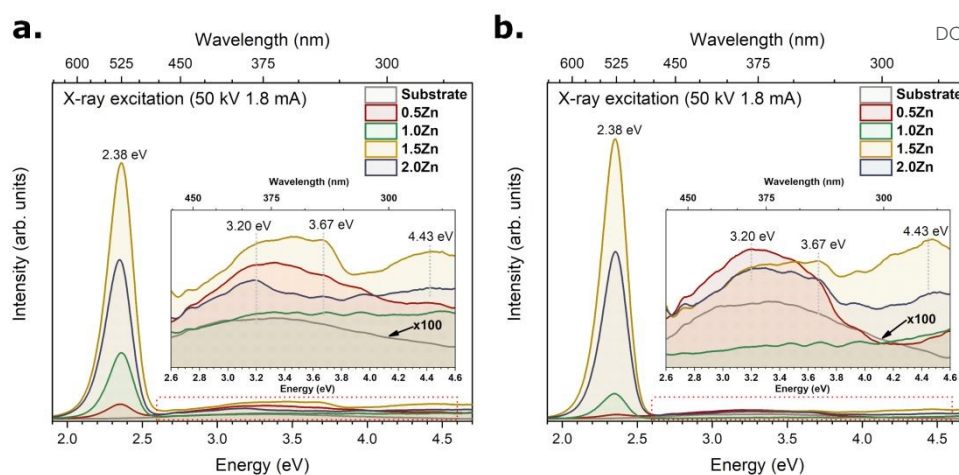 a.
Wavelength (nm)
600 525 450 375 300
X-ray excitation (50 kV 1.8 mA)
Substrate
0.5Zn
1.0Zn
1.5Zn
2.0Zn
2.38 eV
Intensity (arb. units)
Wavelength (nm)
450 375 300
3.20 eV
3.67 eV
4.43 eV
x100
2.6 2.8 3.0 3.2 3.4 3.6 3.8 4.0 4.2 4.4 4.6
Energy (eV)
2.0 2.5 3.0 3.5 4.0 4.5
Energy (eV)
b.
DO
Wavelength (nm)
600 525 450 375 300
X-ray excitation (50 kV 1.8 mA)
Substrate
0.5Zn
1.0Zn
1.5Zn
2.0Zn
2.38 eV
Intensity (arb. units)
Wavelength (nm)
450 375 300
3.20 eV
3.67 eV
4.43 eV
x100
2.6 2.8 3.0 3.2 3.4 3.6 3.8 4.0 4.2 4.4 4.6
Energy (eV)
2.0 2.5 3.0 3.5 4.0 4.5
Energy (eV)